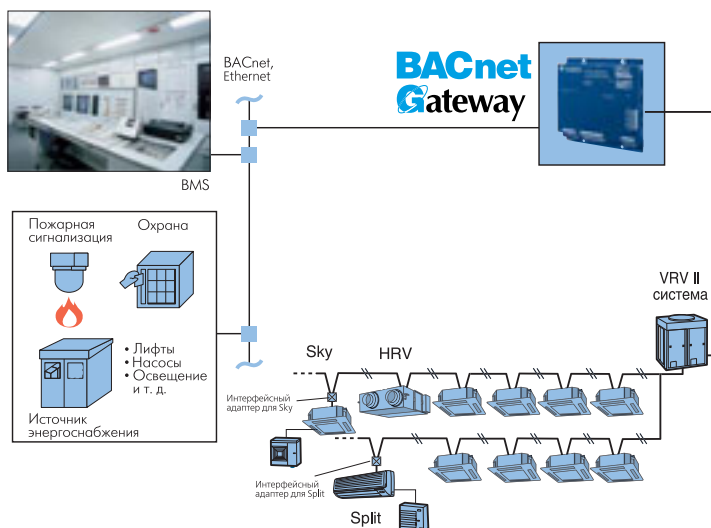 BACnet,
Ethernet
BACnet
Gateway
BMS
Пожарная
сигнализация
Охрана
• Лифты
• Насосы
• Освещение
и т. д.
Источник
энергоснабжения
VRV II
система
Sky
HRV
Интерфейсный
адаптер для Sky
Интерфейсный
адаптер для Split
Split